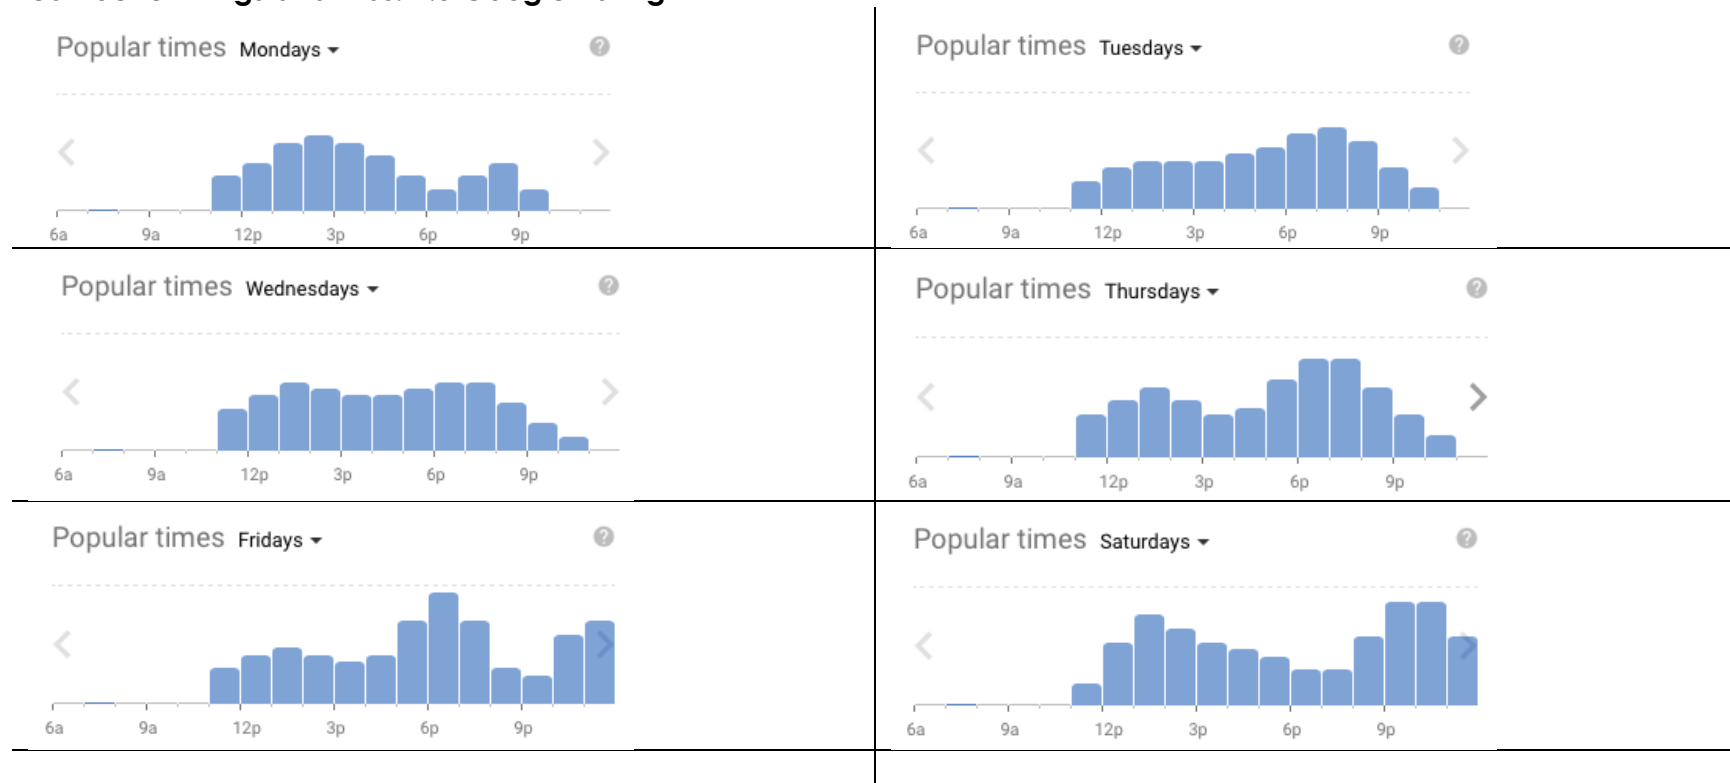 Popular times Mondays
6a 9a 12p 3p 6p 9p
Popular times Tuesdays
6a 9a 12p 3p 6p 9p
Popular times Wednesdays
6a 9a 12p 3p 6p 9p
Popular times Thursdays
6a 9a 12p 3p 6p 9p
Popular times Fridays
6a 9a 12p 3p 6p 9p
Popular times Saturdays
6a 9a 12p 3p 6p 9p